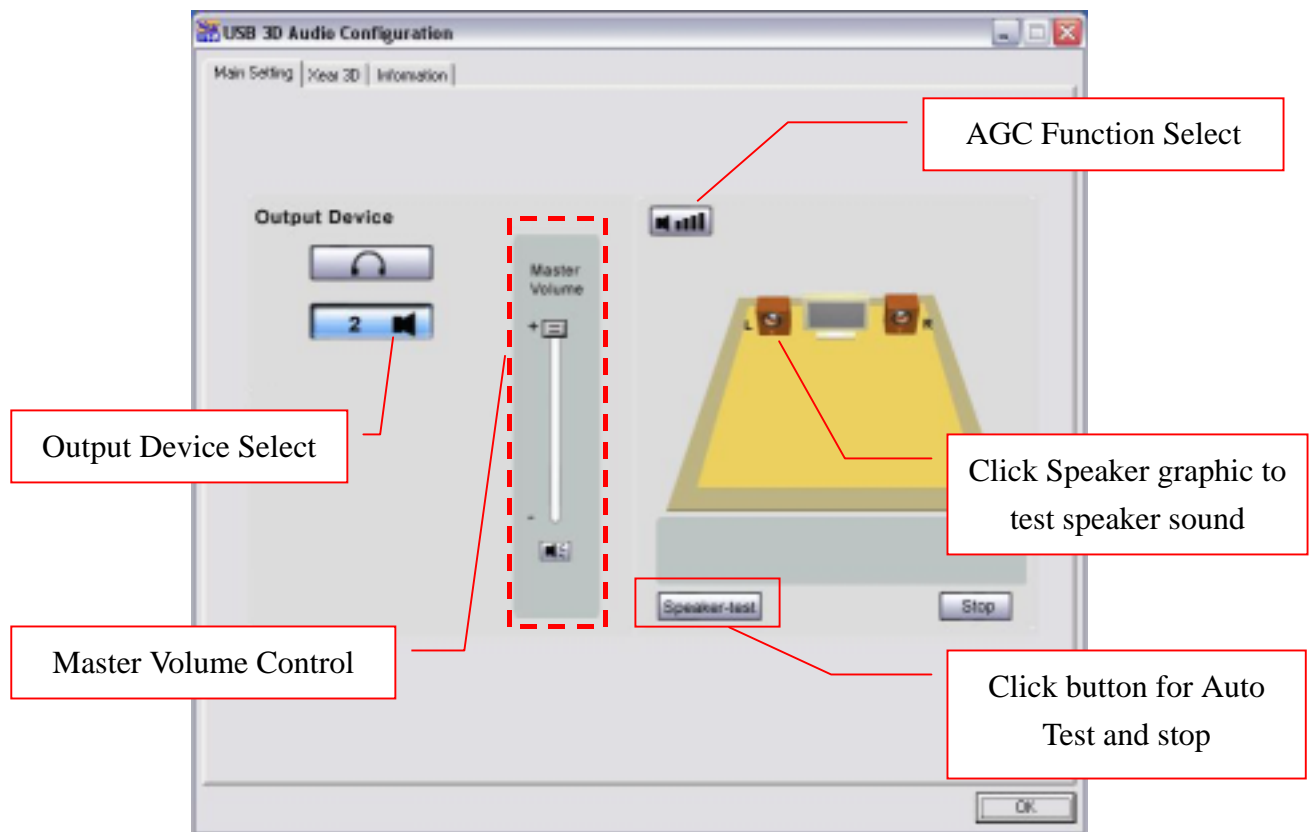 USB 3D Audio Configuration
Main Setting
Xear 3D
Information
AGC Function Select
Output Device
Master
Volume
+
2
L
R
Output Device Select
Click Speaker graphic to
test speaker sound
-
Speaker-test
Stop
Master Volume Control
Click button for Auto
Test and stop
OK